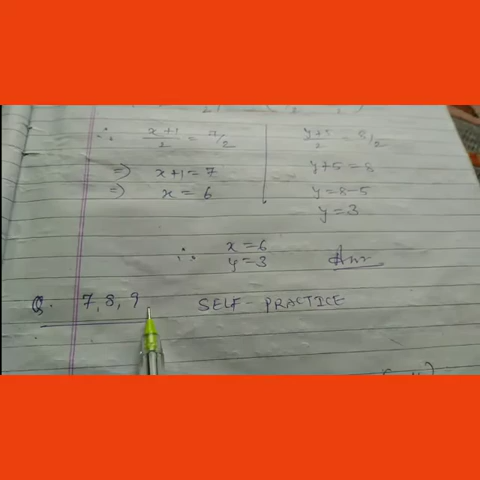 ∴ x+1/2 = 7/2
⇒ x+1 = 7
⇒ x = 6
y+5/2 = 8/2
y+5 = 8
y = 8-5
y = 3
∴ x = 6
y = 3 Ans
Q. 7, 8, 9 SELF-PRACTICE